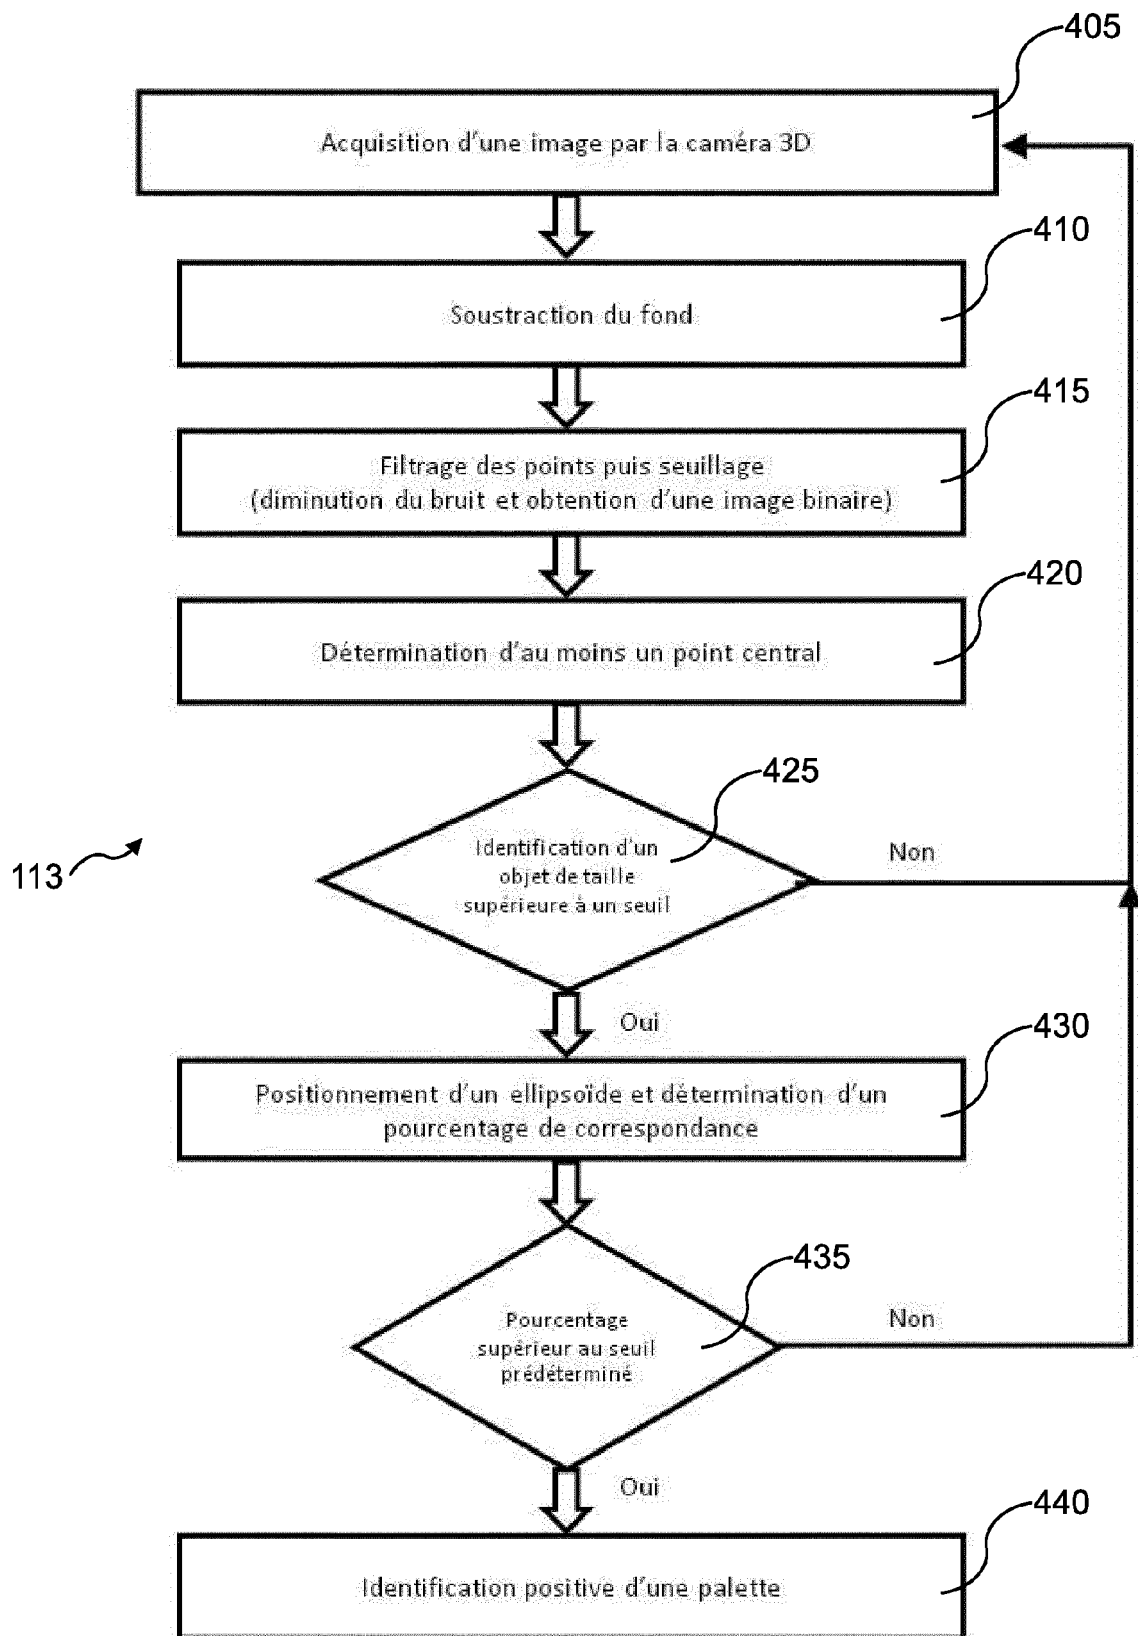 405
Acquisition d'une image par la caméra 3D
410
Soustraction du fond
415
Filtrage des points puis seuillage
(diminution du bruit et obtention d'une image binaire)
420
Détermination d'au moins un point central
425
Identification d'un
objet de taille
supérieure à un seuil
Non
113
Oui
430
Positionnement d'un ellipsoïde et détermination d'un
pourcentage de correspondance
435
Pourcentage
supérieur au seuil
prédéterminé
Non
Oui
440
Identification positive d'une palette